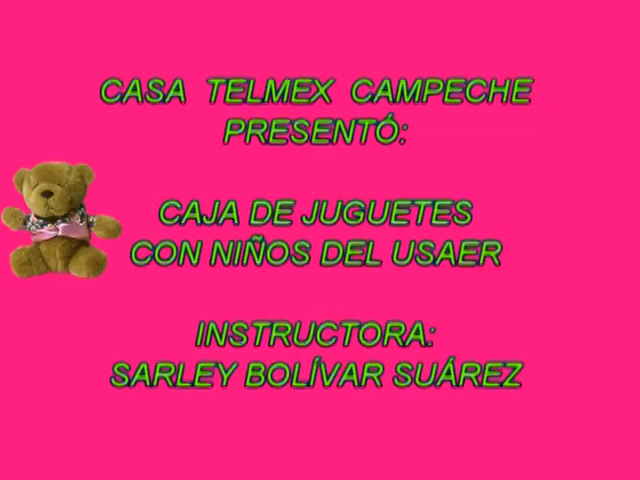 CASA TELMEX CAMPECHE
PRESENTÓ:
CAJA DE JUGUETES
CON NIÑOS DEL USAER
INSTRUCTORA:
SARLEY BOLÍVAR SUÁREZ